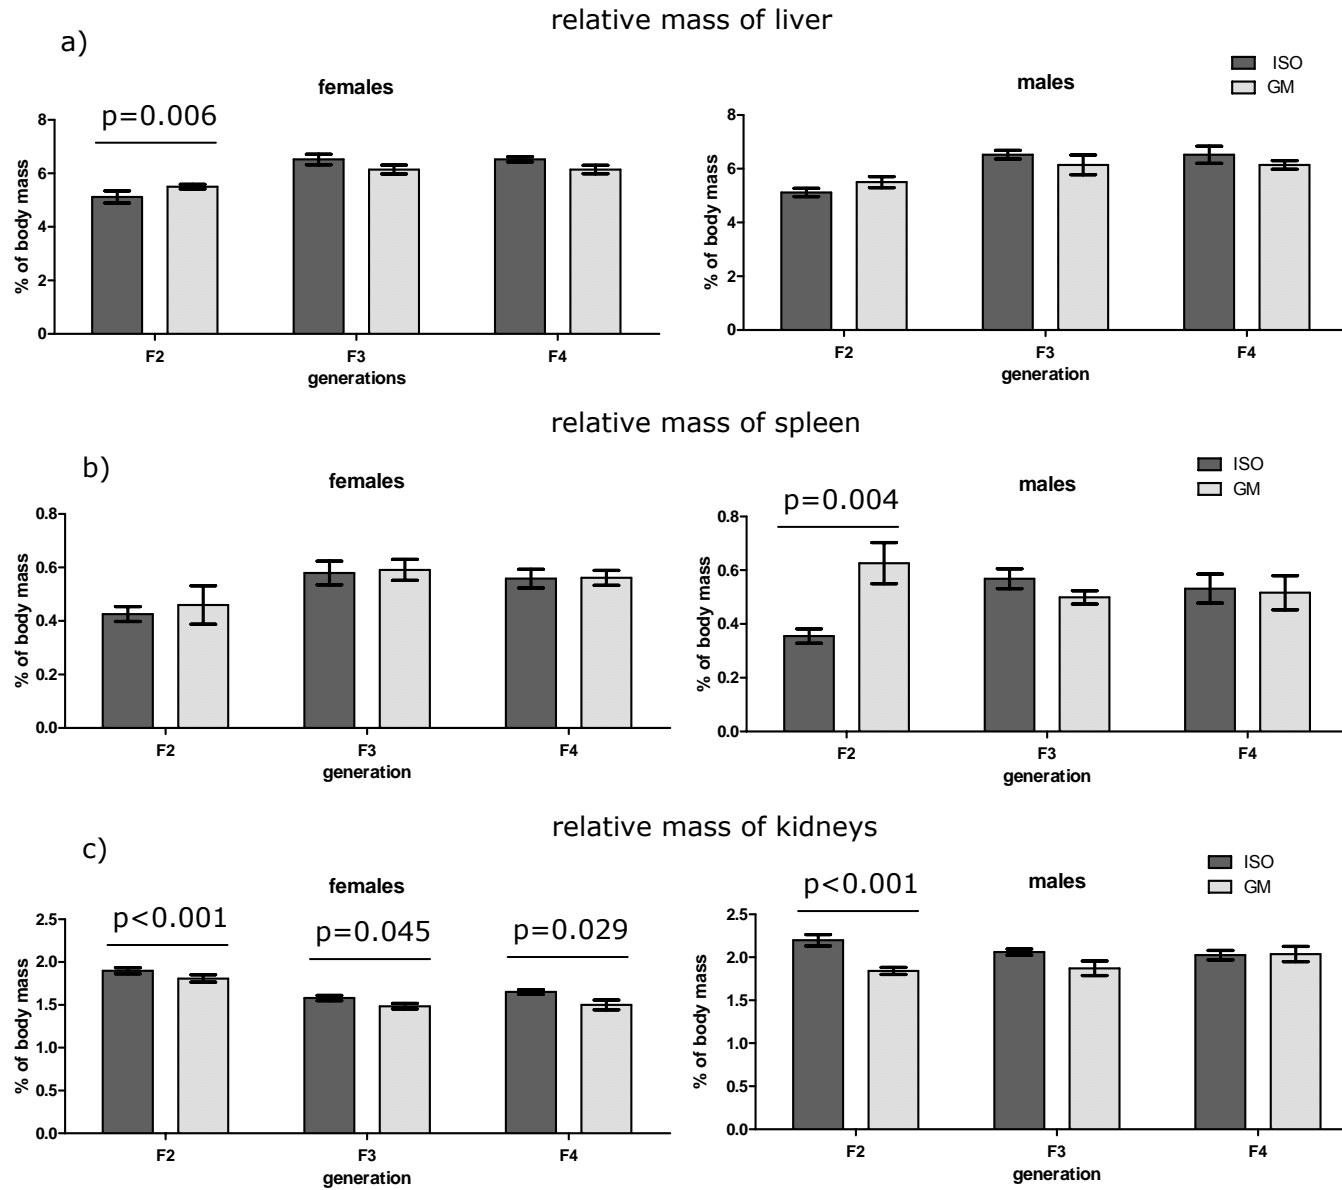 relative mass of liver
a)
females
p=0.006
% of body mass
8
6
4
2
0
F2 F3 F4
generations
males
ISO
GM
% of body mass
8
6
4
2
0
F2 F3 F4
generation
relative mass of spleen
b)
females
% of body mass
0.8
0.6
0.4
0.2
0.0
F2 F3 F4
generation
males
ISO
GM
p=0.004
% of body mass
0.8
0.6
0.4
0.2
0.0
F2 F3 F4
generation
relative mass of kidneys
c)
females
p<0.001 p=0.045 p=0.029
% of body mass
2.5
2.0
1.5
1.0
0.5
0.0
F2 F3 F4
generation
males
ISO
GM
p<0.001
% of body mass
2.5
2.0
1.5
1.0
0.5
0.0
F2 F3 F4
generation